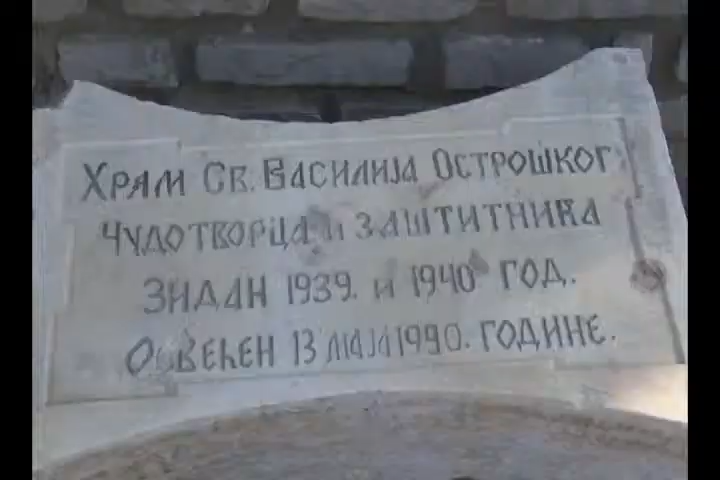 Храм Св. Василија Острошког
Чудотворца и заштитника
зидан 1939. и 1940 год.
Освећен 13 маја 1990. године.